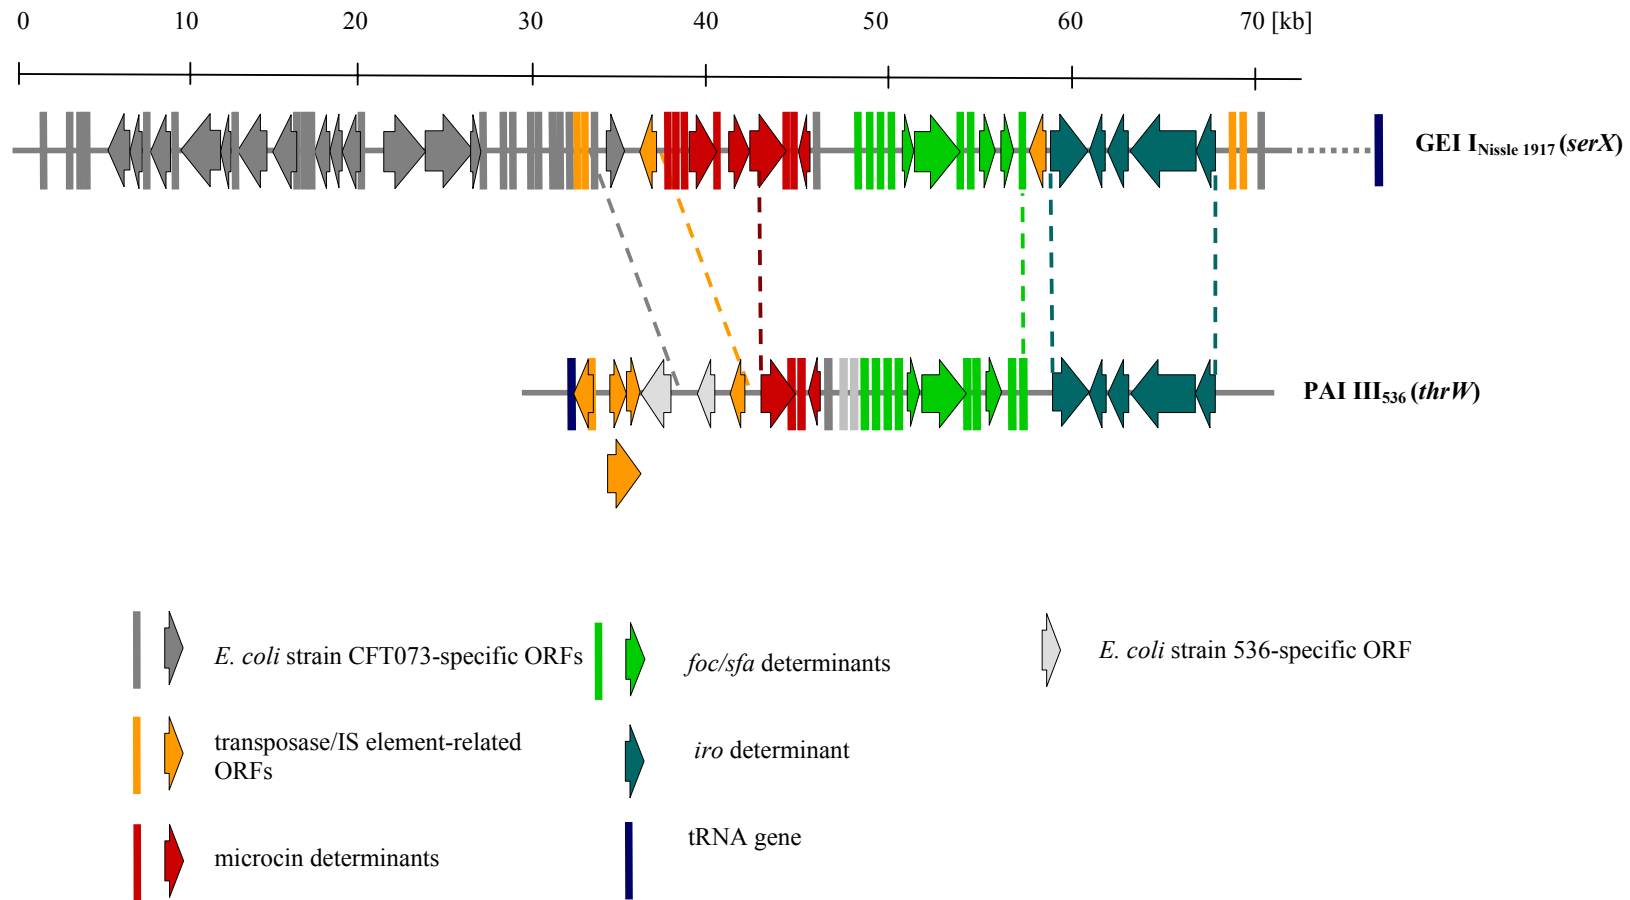 0 10 20 30 40 50 60 70 [kb]
GEI I Nissle 1917 (serX)
PAI III536 (thrW)
E. coli strain CFT073-specific ORFs
foc/sfa determinants
E. coli strain 536-specific ORF
transposase/IS element-related
ORFs
iro determinant
microcin determinants
tRNA gene